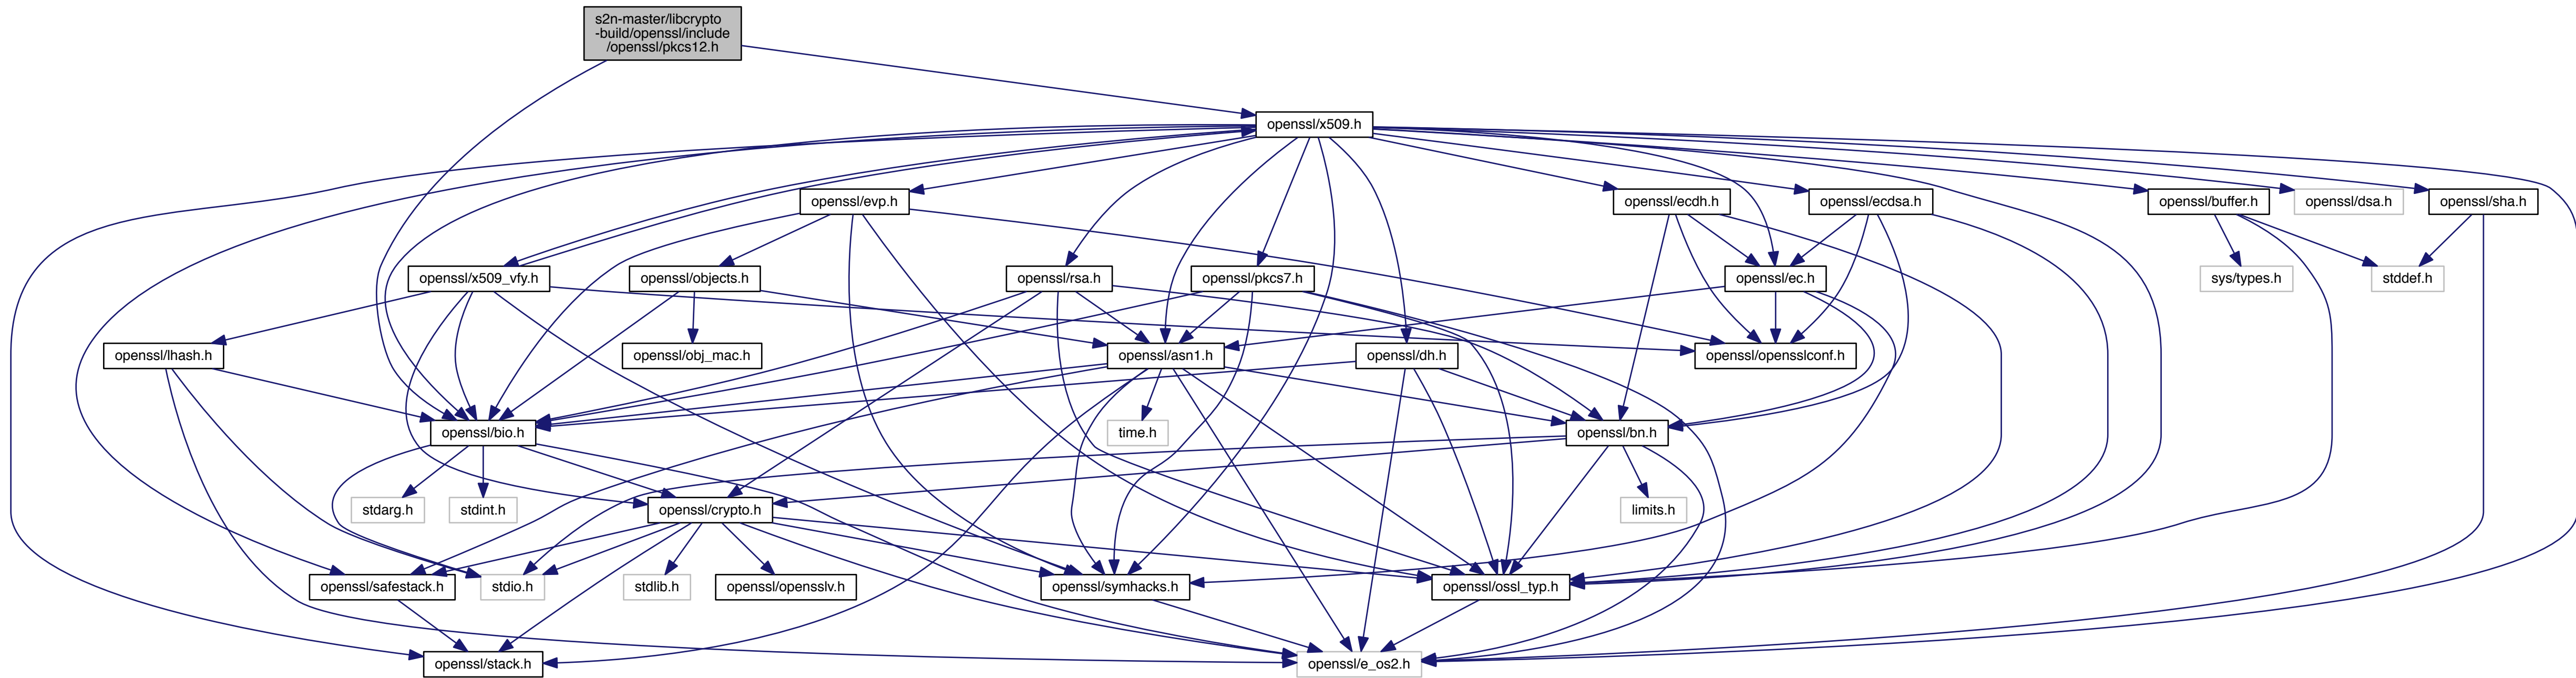 s2n-master/libcrypto
-build/openssl/include
/openssl/pkcs12.h
openssl/x509.h
openssl/evp.h
openssl/ecdh.h
openssl/ecdsa.h
openssl/buffer.h
openssl/dsa.h
openssl/sha.h
openssl/x509_vfy.h
openssl/objects.h
openssl/rsa.h
openssl/pkcs7.h
openssl/ec.h
sys/types.h
stddef.h
openssl/lhash.h
openssl/obj_mac.h
openssl/asn1.h
openssl/dh.h
openssl/opensslconf.h
openssl/bio.h
time.h
openssl/bn.h
stdarg.h
stdint.h
openssl/crypto.h
limits.h
openssl/safestack.h
stdio.h
stdlib.h
openssl/opensslv.h
openssl/symhacks.h
openssl/ossl_typ.h
openssl/stack.h
openssl/e_os2.h